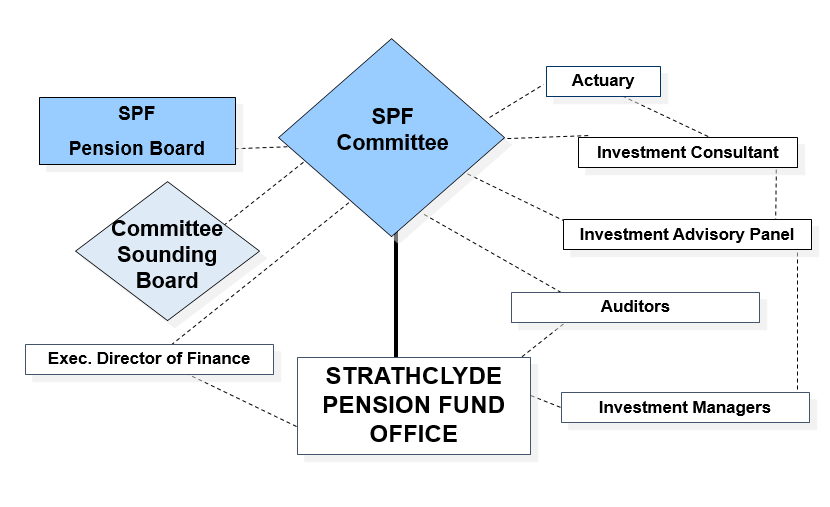 SPF
Pension Board
SPF
Committee
Actuary
Investment Consultant
Committee
Sounding
Board
Investment Advisory Panel
Auditors
Exec. Director of Finance
STRATHCLYDE
PENSION FUND
OFFICE
Investment Managers